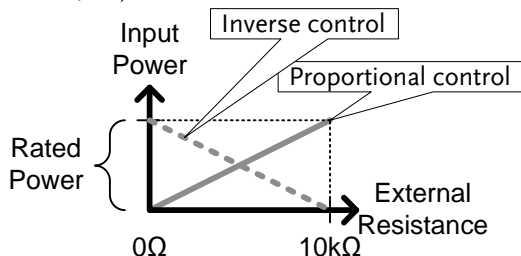 Inverse control
Input
Power
Proportional control
Rated
Power
External
Resistance
0Ω
10kΩ